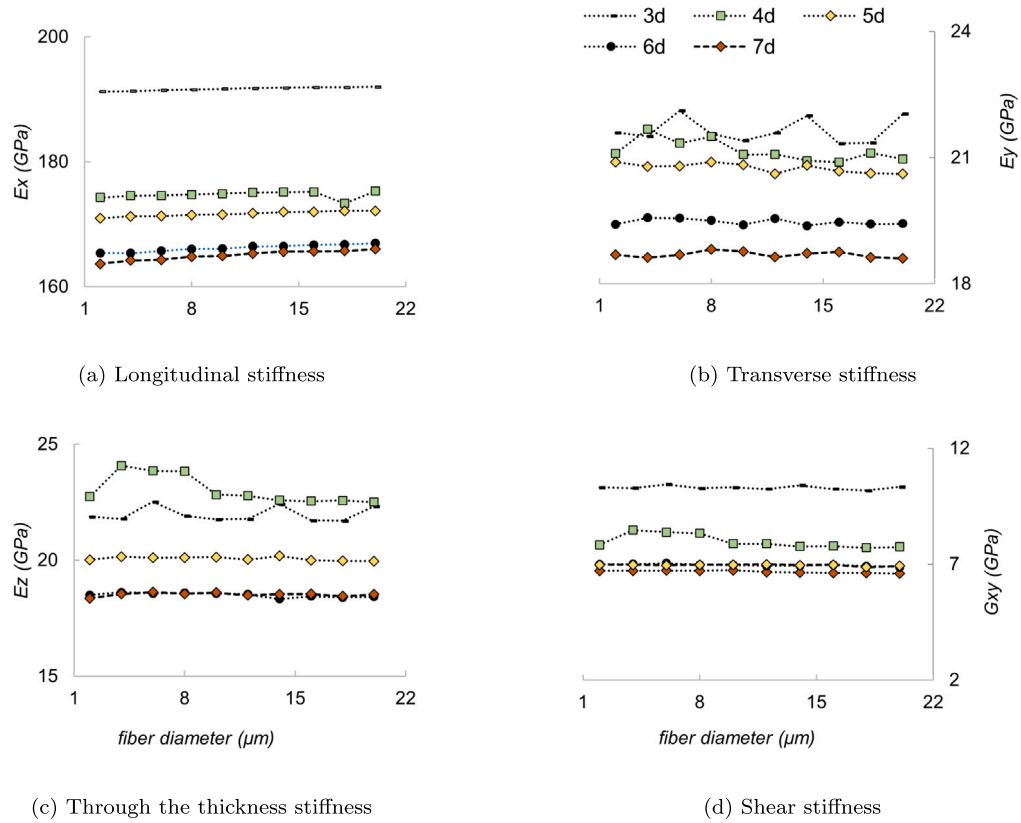 200
180
160
Ex (GPa)
1 8 15 22
(a) Longitudinal stiffness
3d 4d 5d
6d 7d
24
21
18
Ey (GPa)
1 8 15 22
(b) Transverse stiffness
25
20
15
Ez (GPa)
1 8 15 22
fiber diameter (μm)
(c) Through the thickness stiffness
12
7
2
Gxy (GPa)
1 8 15 22
fiber diameter (μm)
(d) Shear stiffness